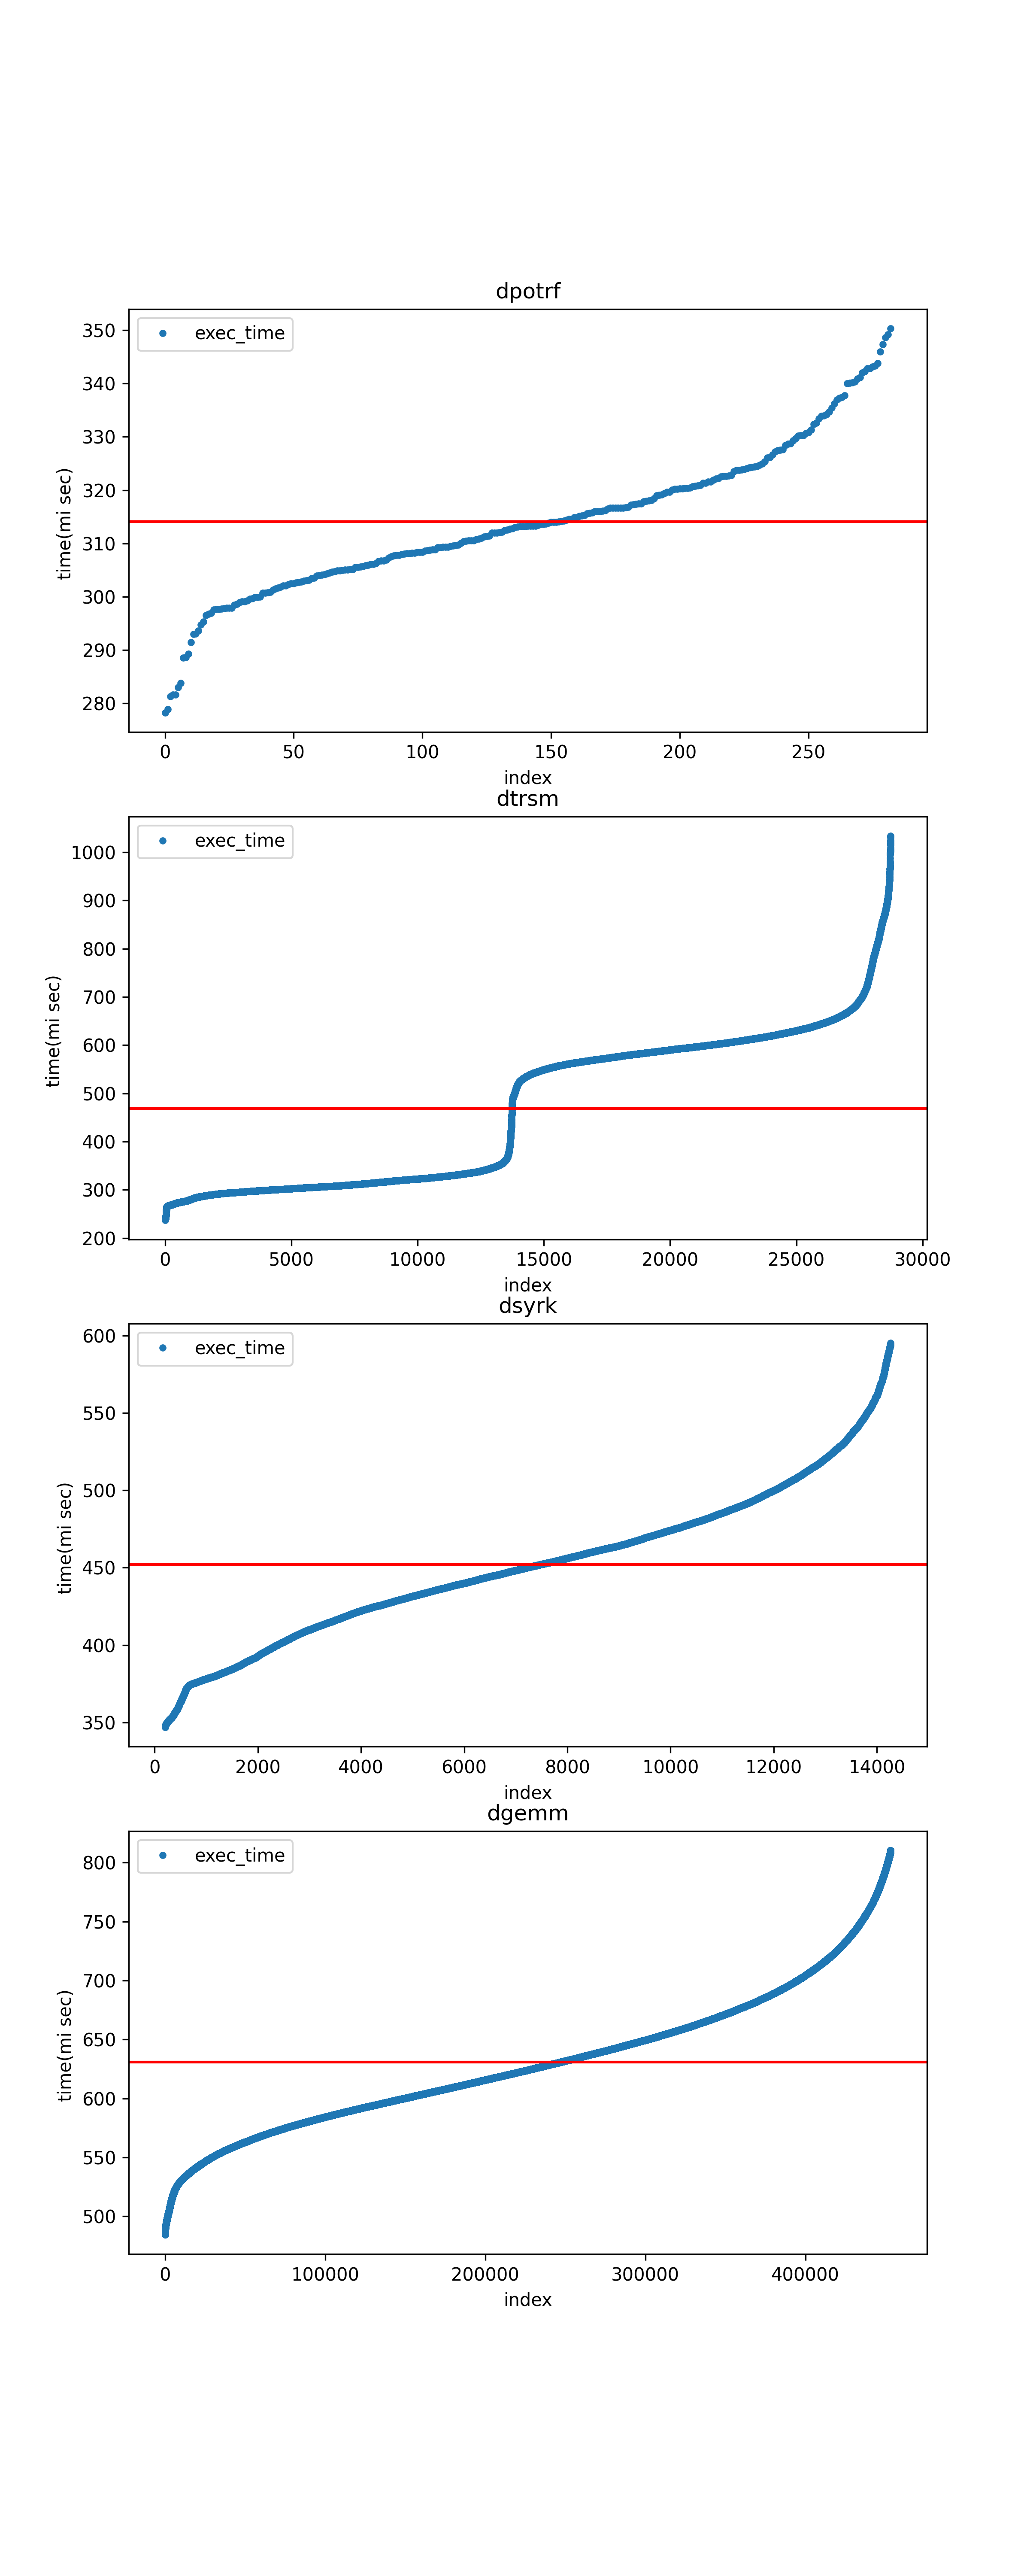 dpotrf
exec_time
350
340
330
320
310
300
290
280
time(mi sec)
0 50 100 150 200 250
index
dtrsm
exec_time
1000
900
800
700
600
500
400
300
200
time(mi sec)
0 5000 10000 15000 20000 25000 30000
index
dsyrk
exec_time
600
550
500
450
400
350
time(mi sec)
0 2000 4000 6000 8000 10000 12000 14000
index
dgemm
exec_time
800
750
700
650
600
550
500
time(mi sec)
0 100000 200000 300000 400000
index